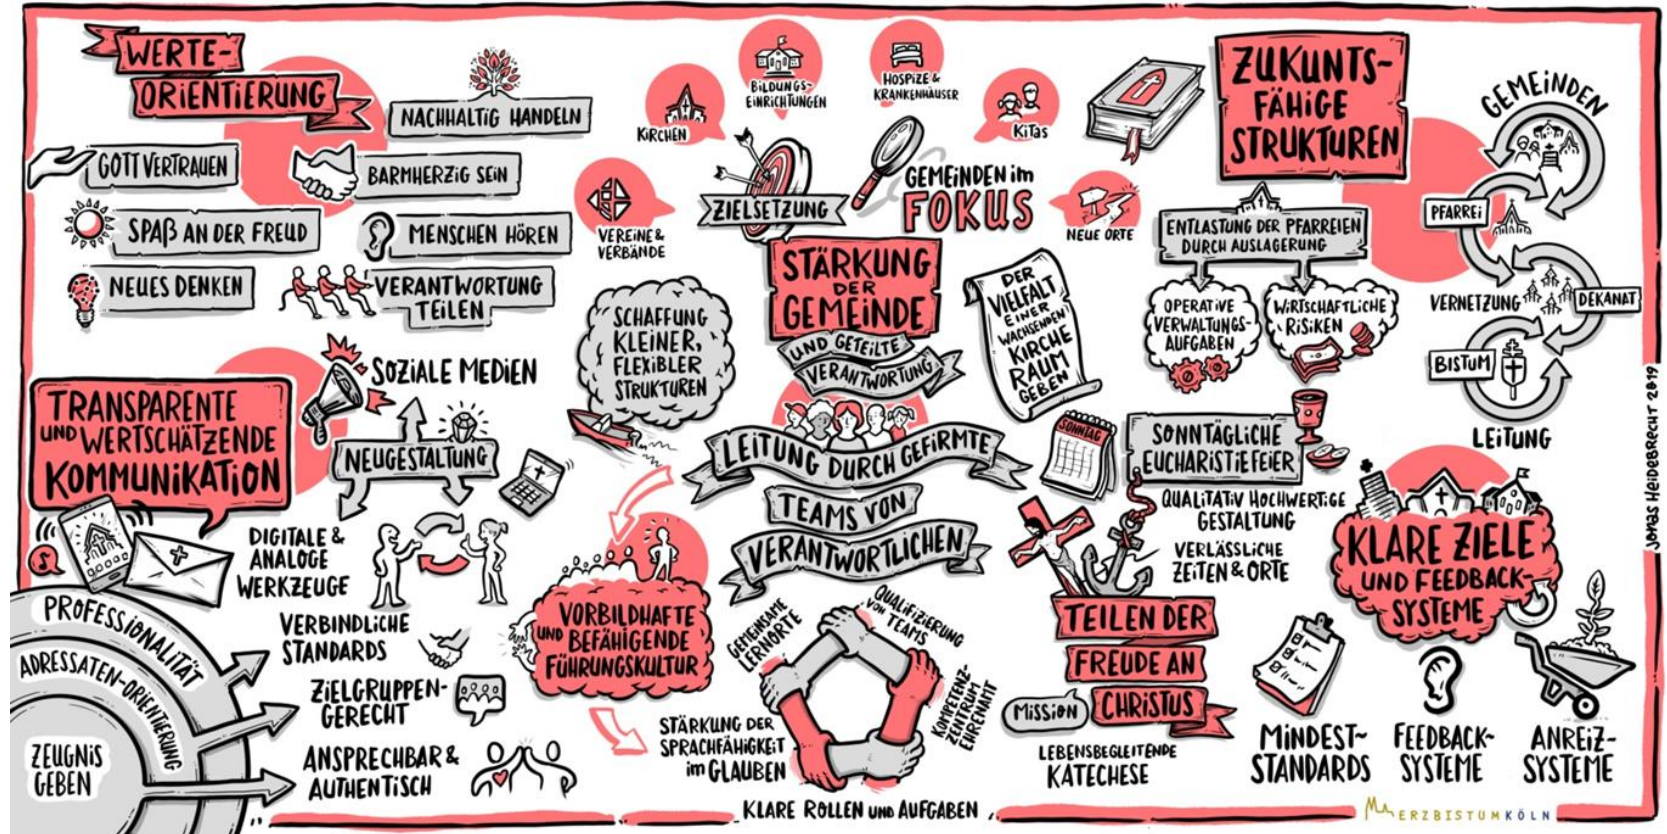 WERTE-
ORIENTIERUNG
NACHHALTIG HANDELN
GOTT VERTRAUEN
BARMHERZIG SEIN
SPAß AN DER FREUD
MENSCHEN HÖREN
NEUES DENKEN
VERANTWORTUNG
TEILEN
KIRCHEN
BILDUNGS-
EINRICHTUNGEN
HOSPIZE &
KRANKENHÄUSER
KITAS
VEREINE &
VERBÄNDE
ZIELSETZUNG
GEMEINDEN im
FOKUS
NEUE ORTE
STÄRKUNG
DER
GEMEINDE
UND GETEILTE
VERANTWORTUNG
SCHAFFUNG
KLEINER,
FLEXIBLER
STRUKTUREN
DER
VIELFALT
EINER
WACHSENDEN
KIRCHE
RAUM
GEBEN
LEITUNG DURCH GEFIRMTE
TEAMS VON
VERANTWORTLICHEN
ZUKUNTS-
FÄHIGE
STRUKTUREN
ENTLASTUNG DER PFARREIEN
DURCH AUSLAGERUNG
OPERATIVE
VERWALTUNGS-
AUFGABEN
WIRTSCHAFTLICHE
RISIKEN
GEMEINDEN
PFARREI
VERNETZUNG
DEKANAT
BISTUM
LEITUNG
TRANSPARENTE
UND WERTSCHÄTZENDE
KOMMUNIKATION
SOZIALE MEDIEN
NEUGESTALTUNG
DIGITALE &
ANALOGE
WERKZEUGE
VERBINDLICHE
STANDARDS
ZIELGRUPPEN-
GERECHT
ANSPRECHBAR &
AUTHENTISCH
PROFESSIONALITÄT
ADRESSATEN-ORIENTIERUNG
ZEUGNIS
GEBEN
VORBILDHAFTE
UND BEFÄHIGENDE
FÜHRUNGSKULTUR
GEMEINSAME
LERNORTE
QUALIFIZIERUNG
VON TEAMS
KOMPETENZ-
ZENTRUM
EHRENAMT
STÄRKUNG DER
SPRACHFÄHIGKEIT
im GLAUBEN
KLARE ROLLEN UND AUFGABEN
SONNTAG
SONNTÄGLICHE
EUCHARISTIEFEIER
QUALITATIV HOCHWERTIGE
GESTALTUNG
VERLÄSSLICHE
ZEITEN & ORTE
TEILEN DER
FREUDE AN
CHRISTUS
MISSION
LEBENSBEGLEITENDE
KATECHESE
KLARE ZIELE
UND FEEDBACK-
SYSTEME
MINDEST-
STANDARDS
FEEDBACK-
SYSTEME
ANREIZ-
SYSTEME
JONAS HEIDEBRECHT 2019
ERZBISTUMKÖLN